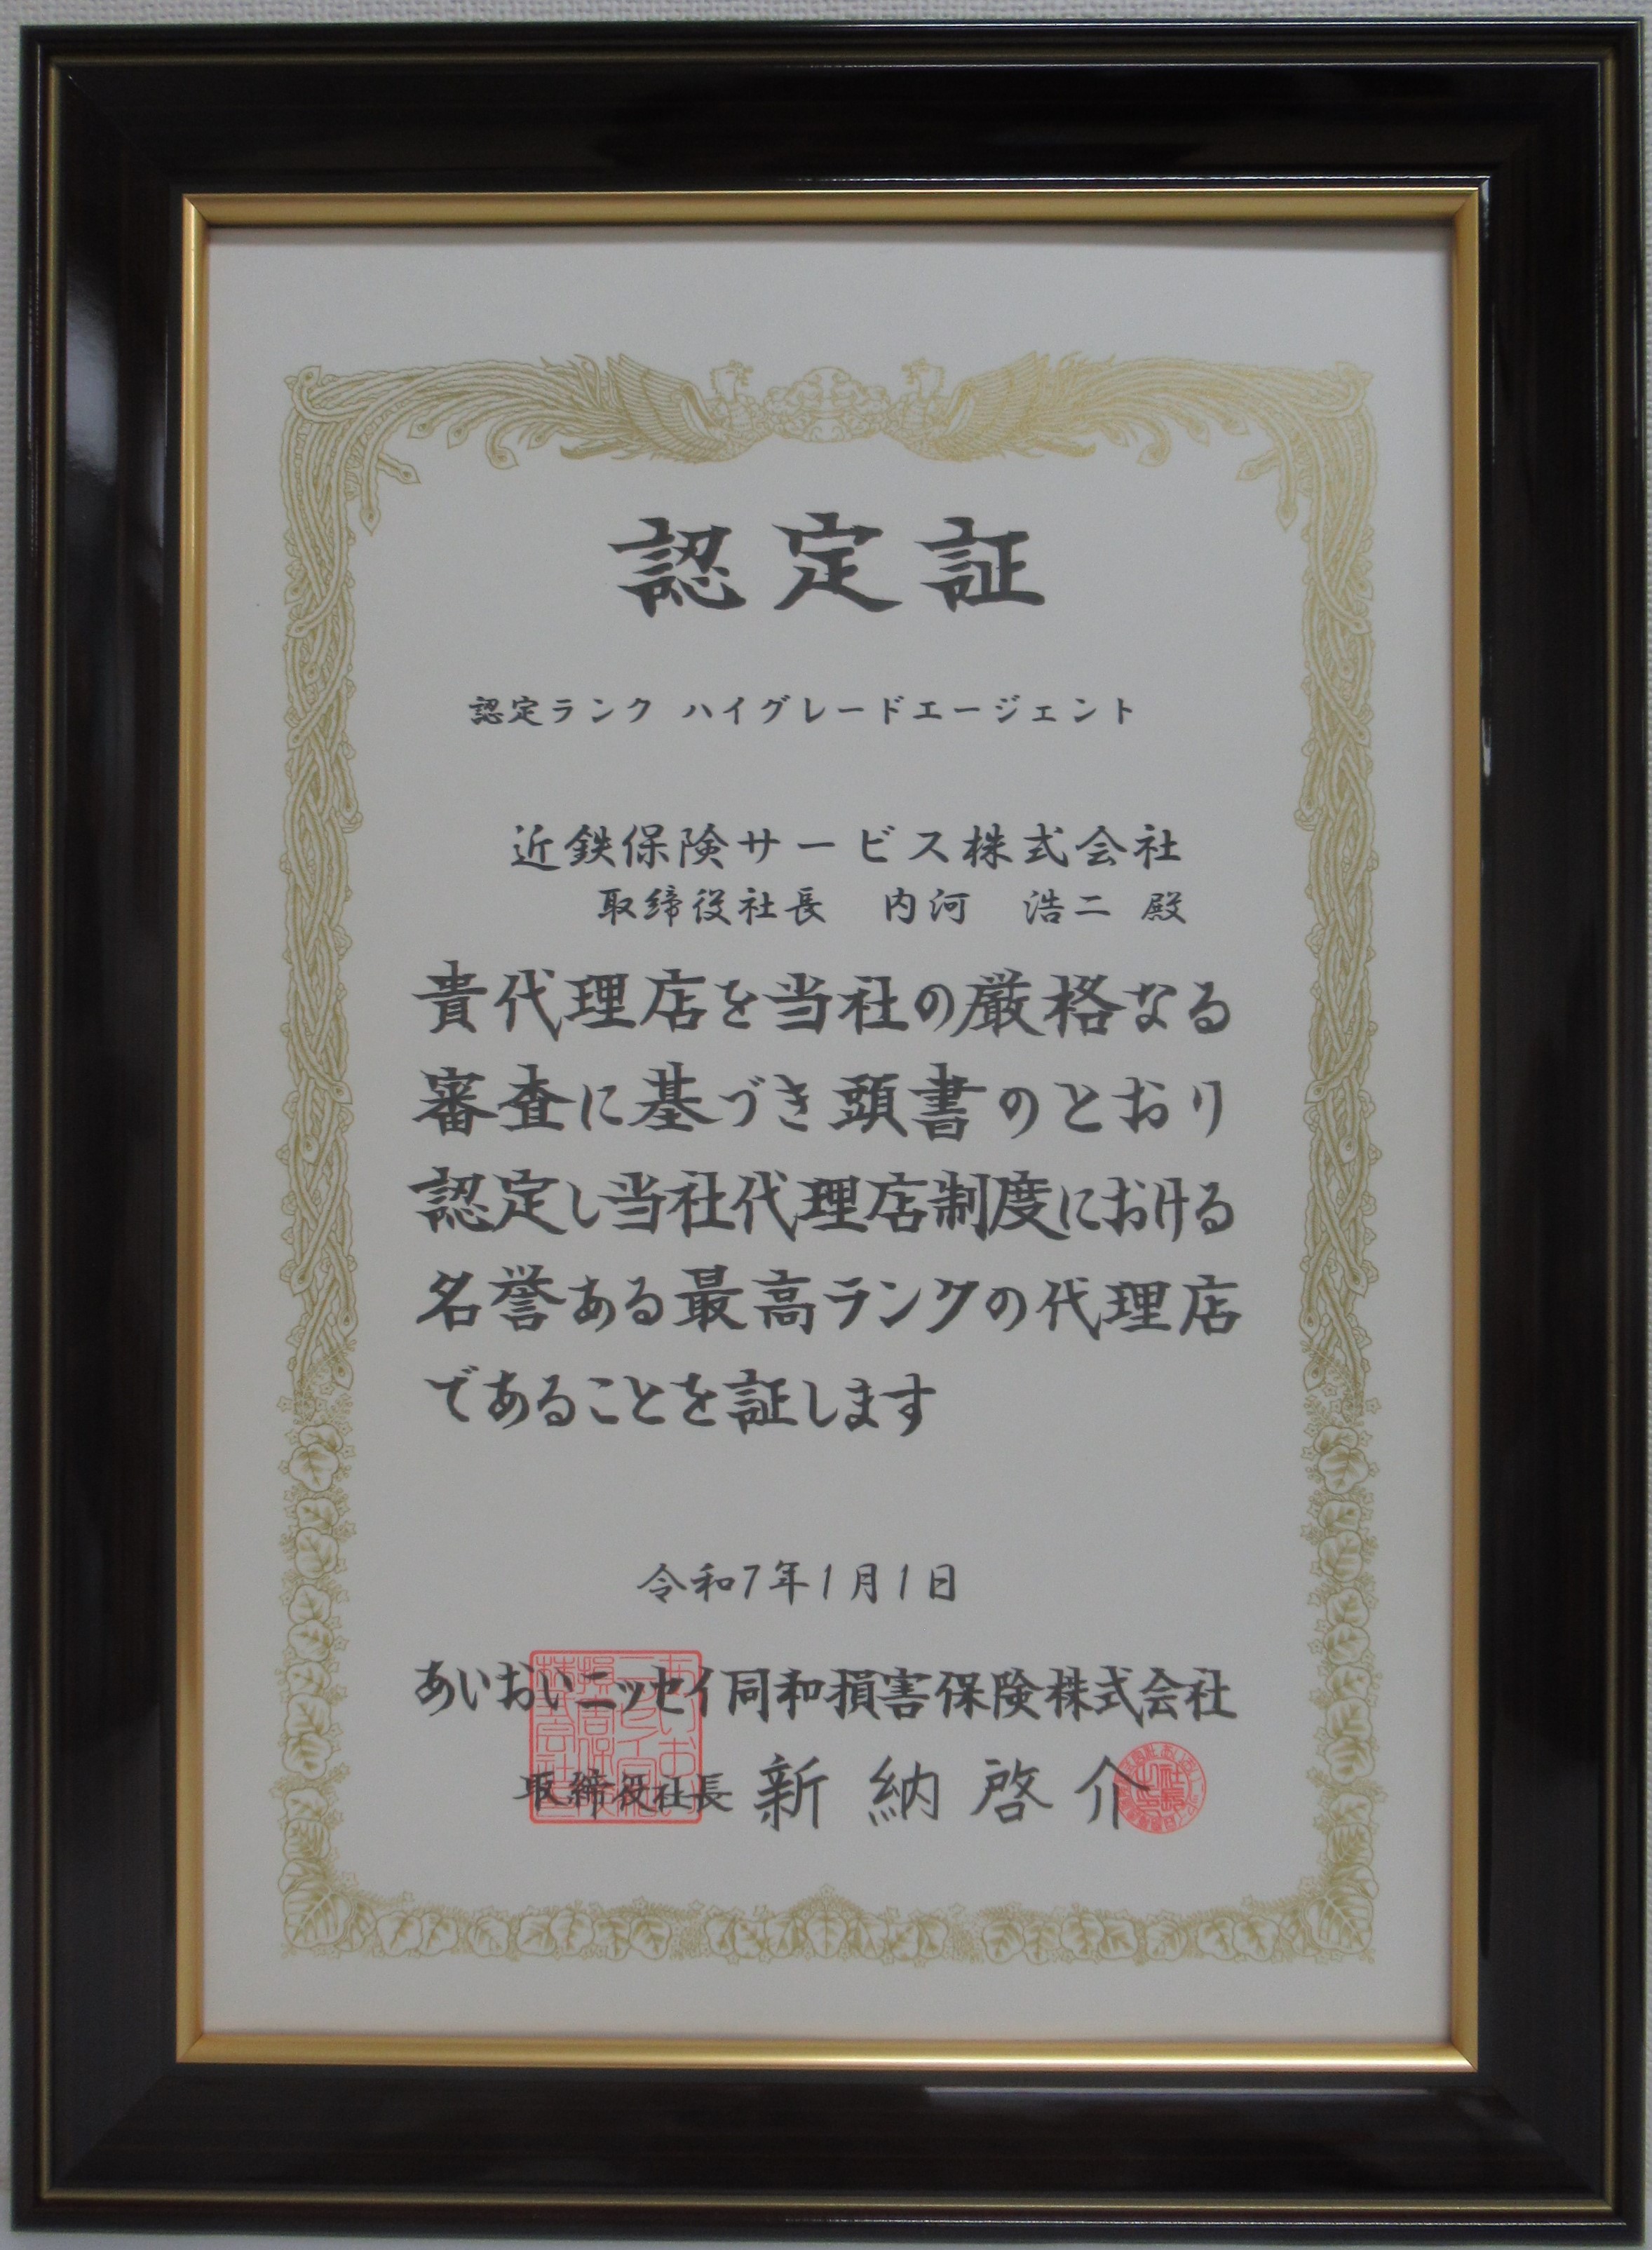 認定証
認定ランク ハイグレードエージェント
近鉄保険サービス株式会社
取締役社長　内河　浩二 殿
貴代理店を当社の厳格なる
審査に基づき頭書のとおり
認定し当社代理店制度における
名誉ある最高ランクの代理店
であることを証します
令和7年1月1日
あいおいニッセイ同和損害保険株式会社
取締役社長 新納啓介